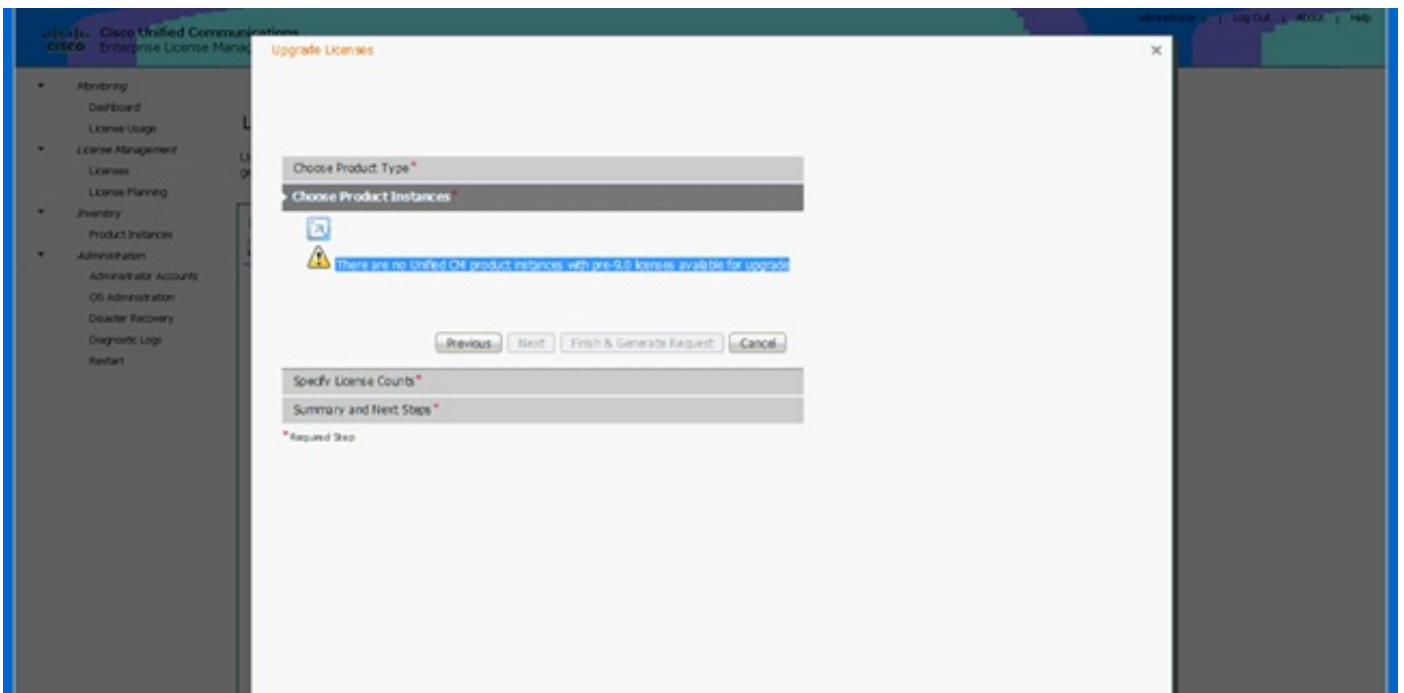 administrator | Log Out | About | Help
cisco Cisco Unified Communications
Enterprise License Manag
Upgrade Licenses
Monitoring
Dashboard
License Usage
License Management
Licenses
License Planning
Inventory
Product Instances
Administration
Administrator Accounts
OS Administration
Disaster Recovery
Diagnostic Logs
Restart
Choose Product Type*
Choose Product Instances*
There are no Unified CM product instances with pre-9.0 licenses available for upgrade
Previous Next Finish & Generate Request Cancel
Specify License Counts*
Summary and Next Steps*
*Required Step